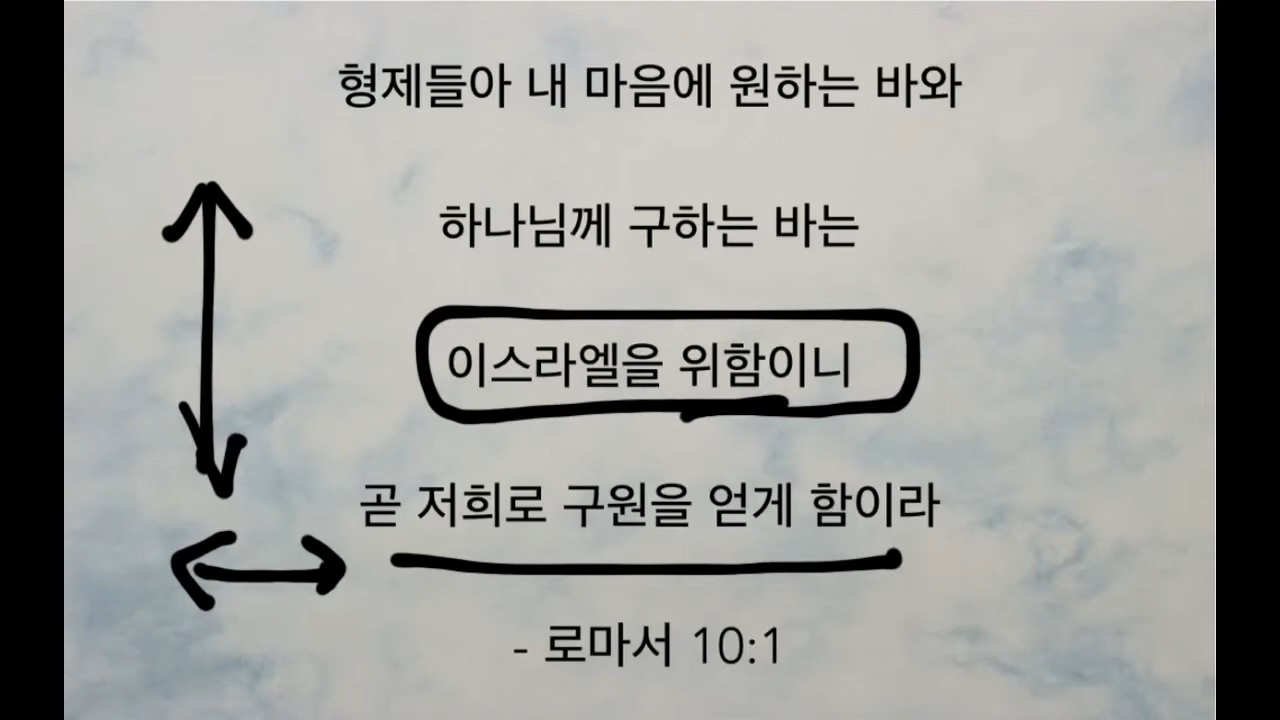 형제들아 내 마음에 원하는 바와
하나님께 구하는 바는
이스라엘을 위함이니
곧 저희로 구원을 얻게 함이라
- 로마서 10:1